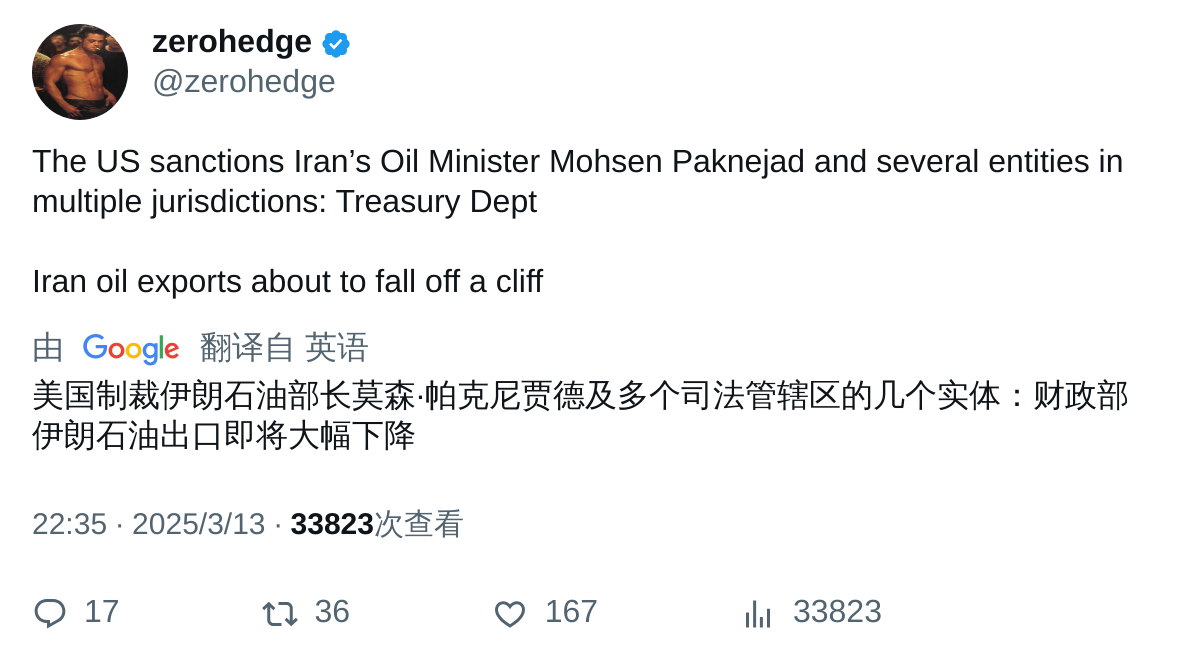 zerohedge
@zerohedge
The US sanctions Iran’s Oil Minister Mohsen Paknejad and several entities in
multiple jurisdictions: Treasury Dept
Iran oil exports about to fall off a cliff
由 Google 翻译自 英语
美国制裁伊朗石油部长莫森·帕克尼贾德及多个司法管辖区的几个实体：财政部
伊朗石油出口即将大幅下降
22:35 · 2025/3/13 · 33823次查看
17 36 167 33823